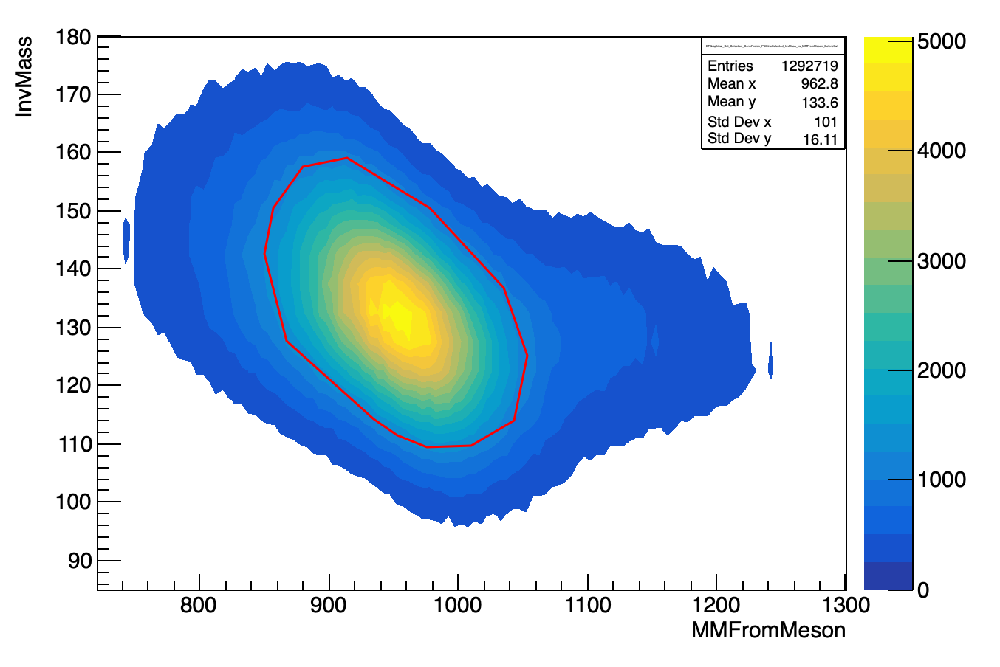 InvMass
180
170
160
150
140
130
120
110
100
90
Entries 1292719
Mean x 962.8
Mean y 133.6
Std Dev x 101
Std Dev y 16.11
5000
4000
3000
2000
1000
0
800 900 1000 1100 1200 1300
MMFromMeson